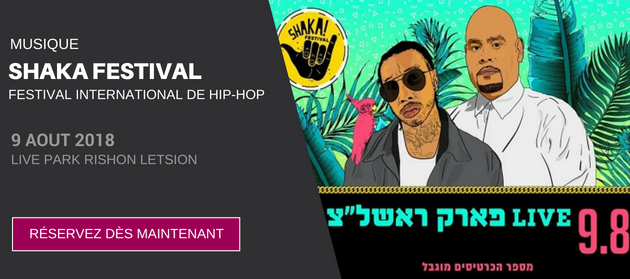 MUSIQUE
SHAKA FESTIVAL
FESTIVAL INTERNATIONAL DE HIP-HOP
9 AOUT 2018
LIVE PARK RISHON LETSION
RÉSERVEZ DÈS MAINTENANT
SHAKA!
FESTIVAL
LIVE פארק ראשל״צ
9.8
מספר הכרטיסים מוגבל